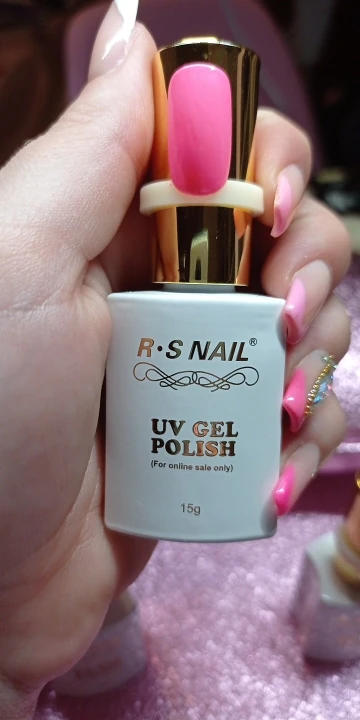 R·S NAIL®
UV GEL
POLISH
(For online sale only)
15g